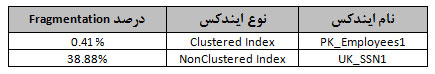 نام ایندکس	نوع ایندکس	درصد Fragmentation
PK_Employees1	Clustered Index	0.41%
UK_SSN1	NonClustered Index	38.88%